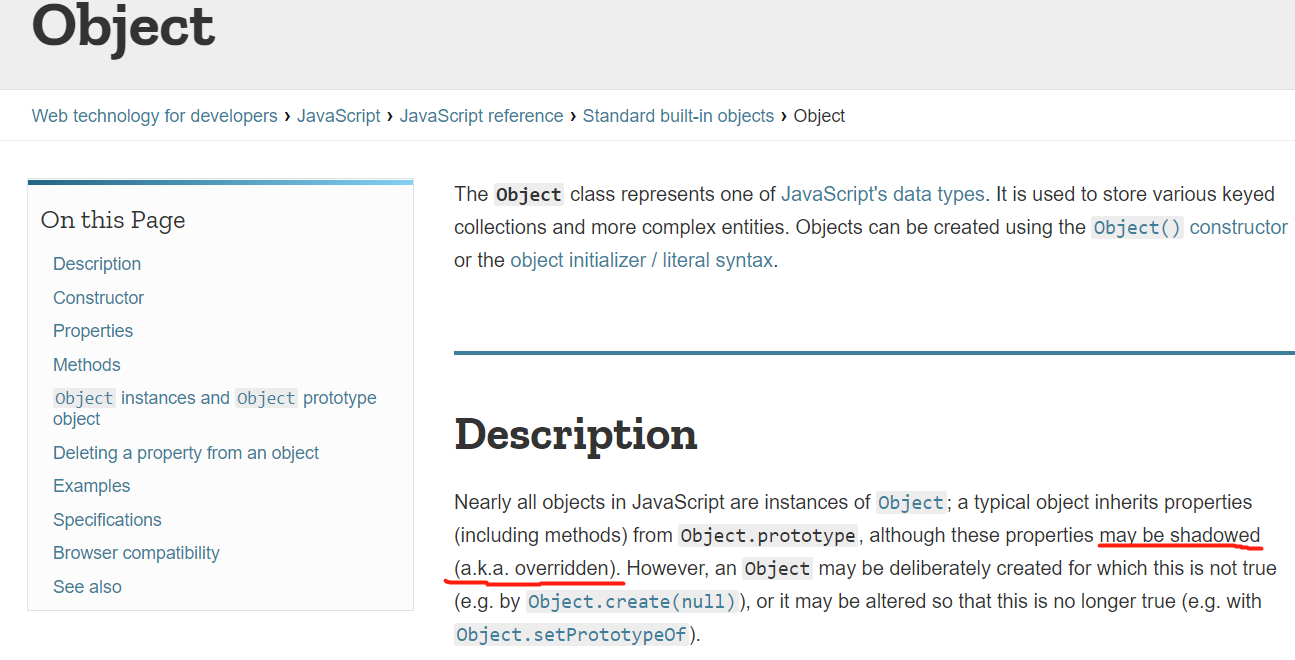 Object
Web technology for developers › JavaScript › JavaScript reference › Standard built-in objects › Object
On this Page
Description
Constructor
Properties
Methods
Object instances and Object prototype
object
Deleting a property from an object
Examples
Specifications
Browser compatibility
See also
The Object class represents one of JavaScript's data types. It is used to store various keyed
collections and more complex entities. Objects can be created using the Object() constructor
or the object initializer / literal syntax.
Description
Nearly all objects in JavaScript are instances of Object; a typical object inherits properties
(including methods) from Object.prototype, although these properties may be shadowed
(a.k.a. overridden). However, an Object may be deliberately created for which this is not true
(e.g. by Object.create(null)), or it may be altered so that this is no longer true (e.g. with
Object.setPrototypeOf).